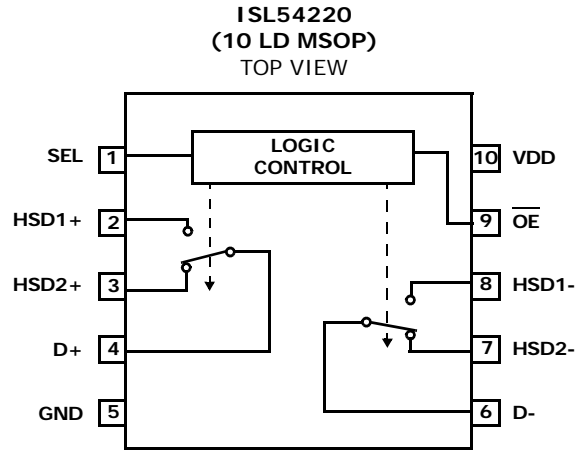 ISL54220
(10 LD MSOP)
TOP VIEW
LOGIC
CONTROL
SEL 1
HSD1+ 2
HSD2+ 3
D+ 4
GND 5
10 VDD
9 O̅E̅
8 HSD1-
7 HSD2-
6 D-